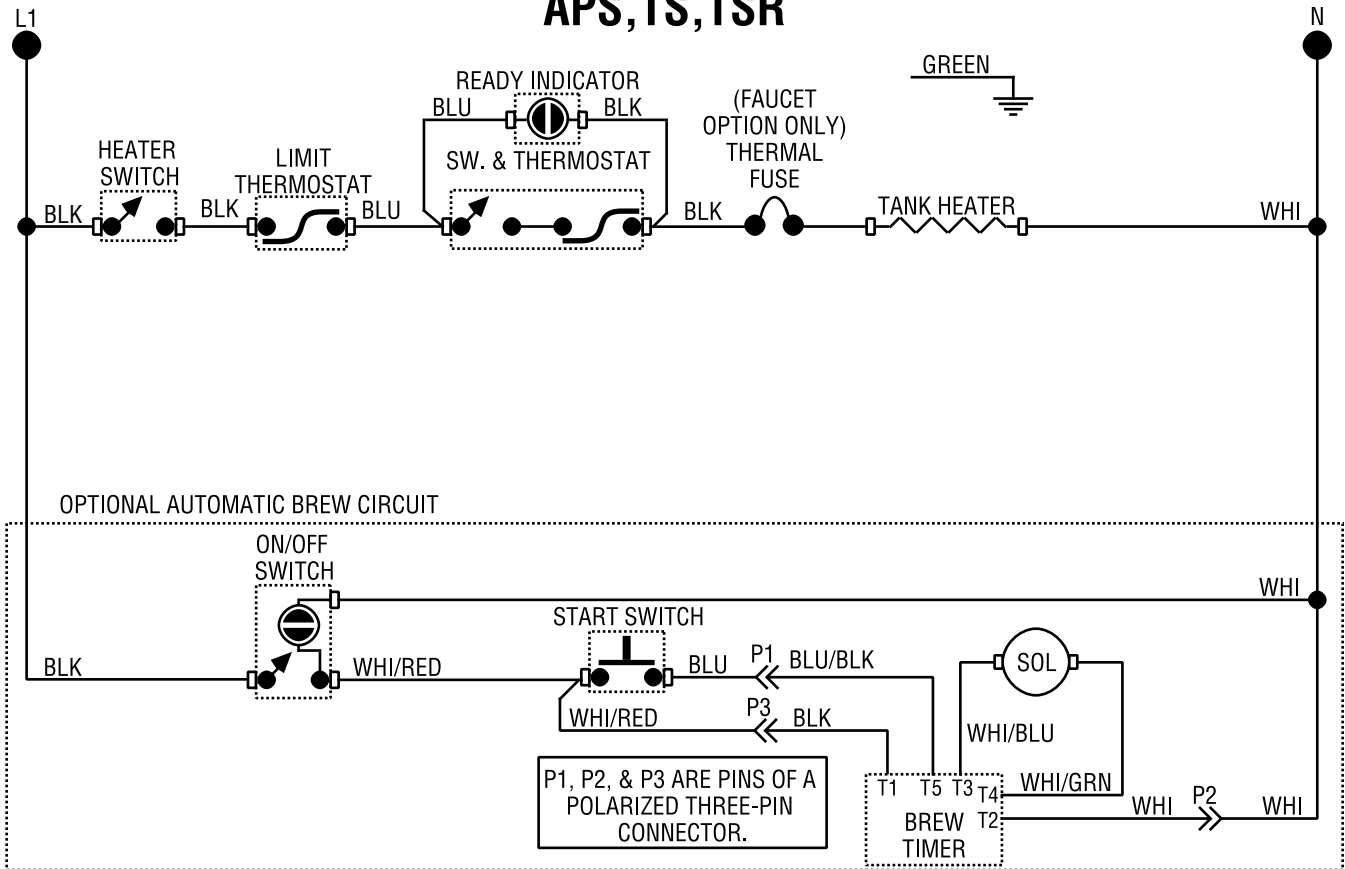 APS,TS,TSR
L1
N
GREEN
READY INDICATOR
BLU
BLK
(FAUCET
OPTION ONLY)
THERMAL
FUSE
HEATER
SWITCH
LIMIT
THERMOSTAT
SW. & THERMOSTAT
TANK HEATER
BLK
BLK
BLU
BLK
WHI
OPTIONAL AUTOMATIC BREW CIRCUIT
ON/OFF
SWITCH
WHI
START SWITCH
BLK
WHI/RED
BLU
P1
BLU/BLK
SOL
WHI/RED
P3
BLK
WHI/BLU
P1, P2, & P3 ARE PINS OF A
POLARIZED THREE-PIN
CONNECTOR.
T1
T5
T3
T4
WHI/GRN
T2
BREW
TIMER
WHI
P2
WHI